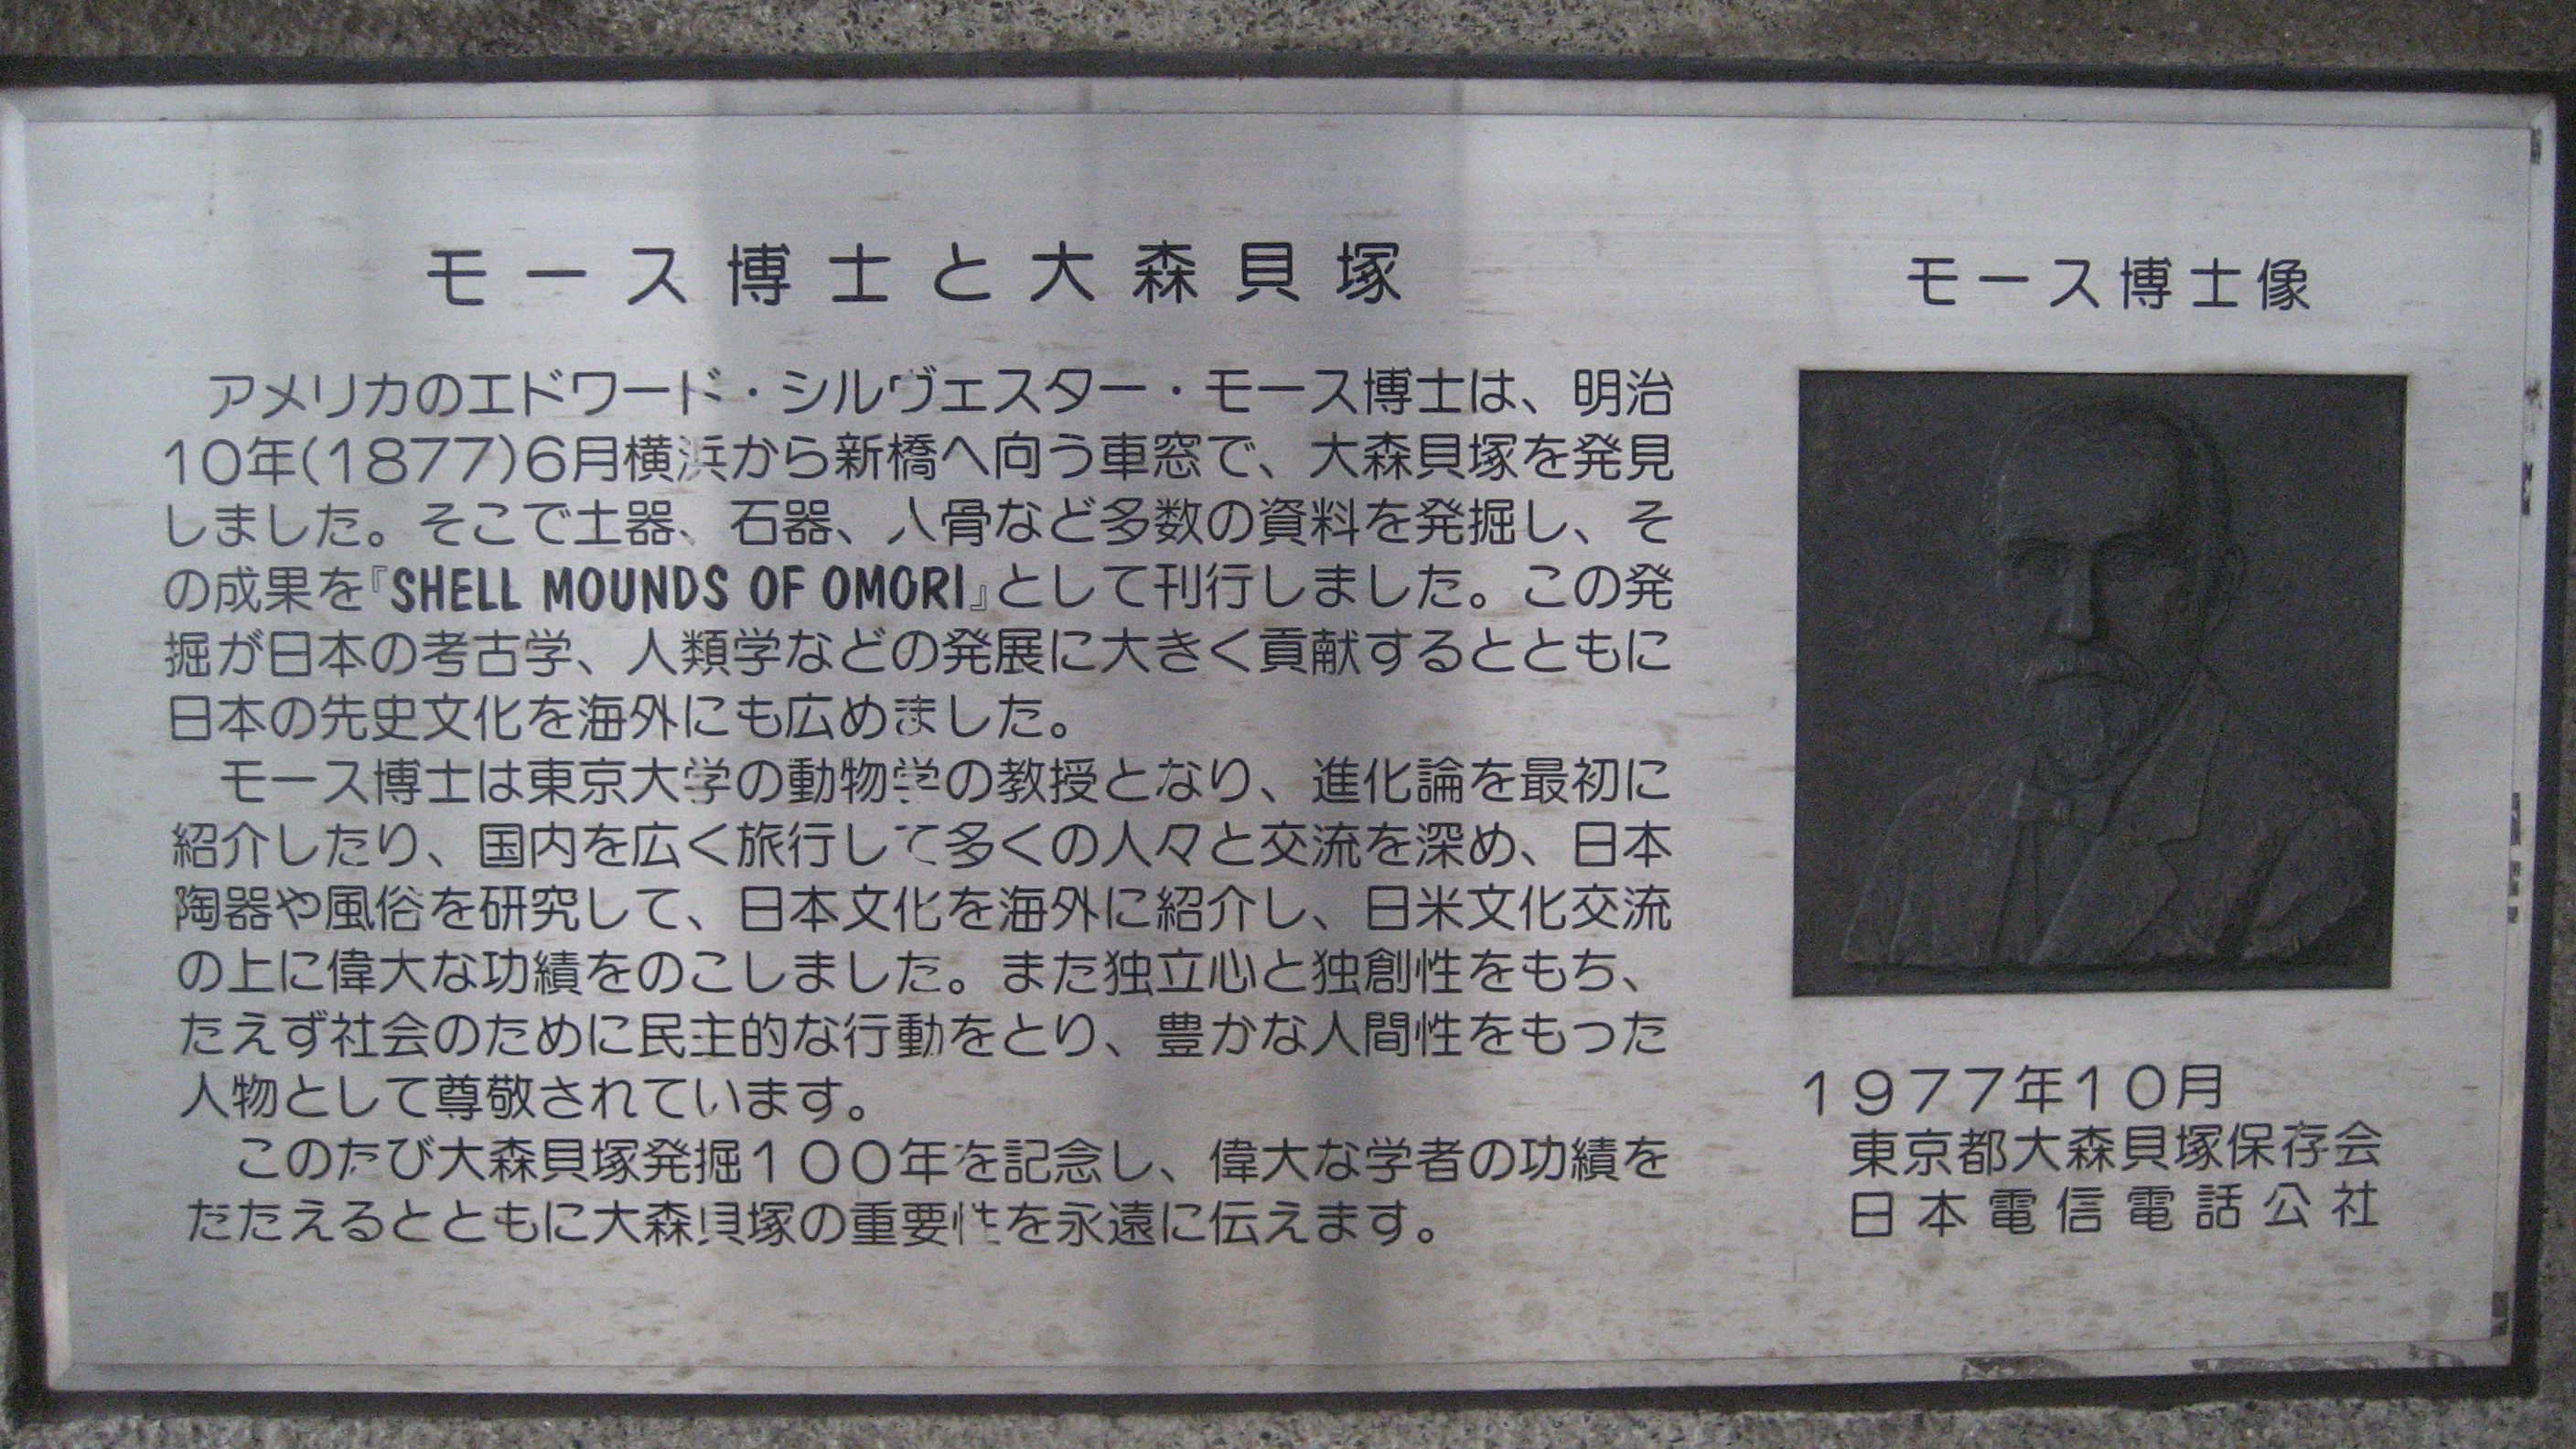 モース博士と大森貝塚
アメリカのエドワード・シルヴェスター・モース博士は、明治
10年(1877)6月横浜から新橋へ向う車窓で、大森貝塚を発見
しました。そこで土器、石器、人骨など多数の資料を発掘し、そ
の成果を『SHELL MOUNDS OF OMORI』として刊行しました。この発
掘が日本の考古学、人類学などの発展に大きく貢献するとともに
日本の先史文化を海外にも広めました。
モース博士は東京大学の動物学の教授となり、進化論を最初に
紹介したり、国内を広く旅行して多くの人々と交流を深め、日本
陶器や風俗を研究して、日本文化を海外に紹介し、日米文化交流
の上に偉大な功績をのこしました。また独立心と独創性をもち、
たえず社会のために民主的な行動をとり、豊かな人間性をもった
人物として尊敬されています。
このたび大森貝塚発掘100年を記念し、偉大な学者の功績を
たたえるとともに大森貝塚の重要性を永遠に伝えます。
モース博士像
1977年10月
東京都大森貝塚保存会
日本電信電話公社